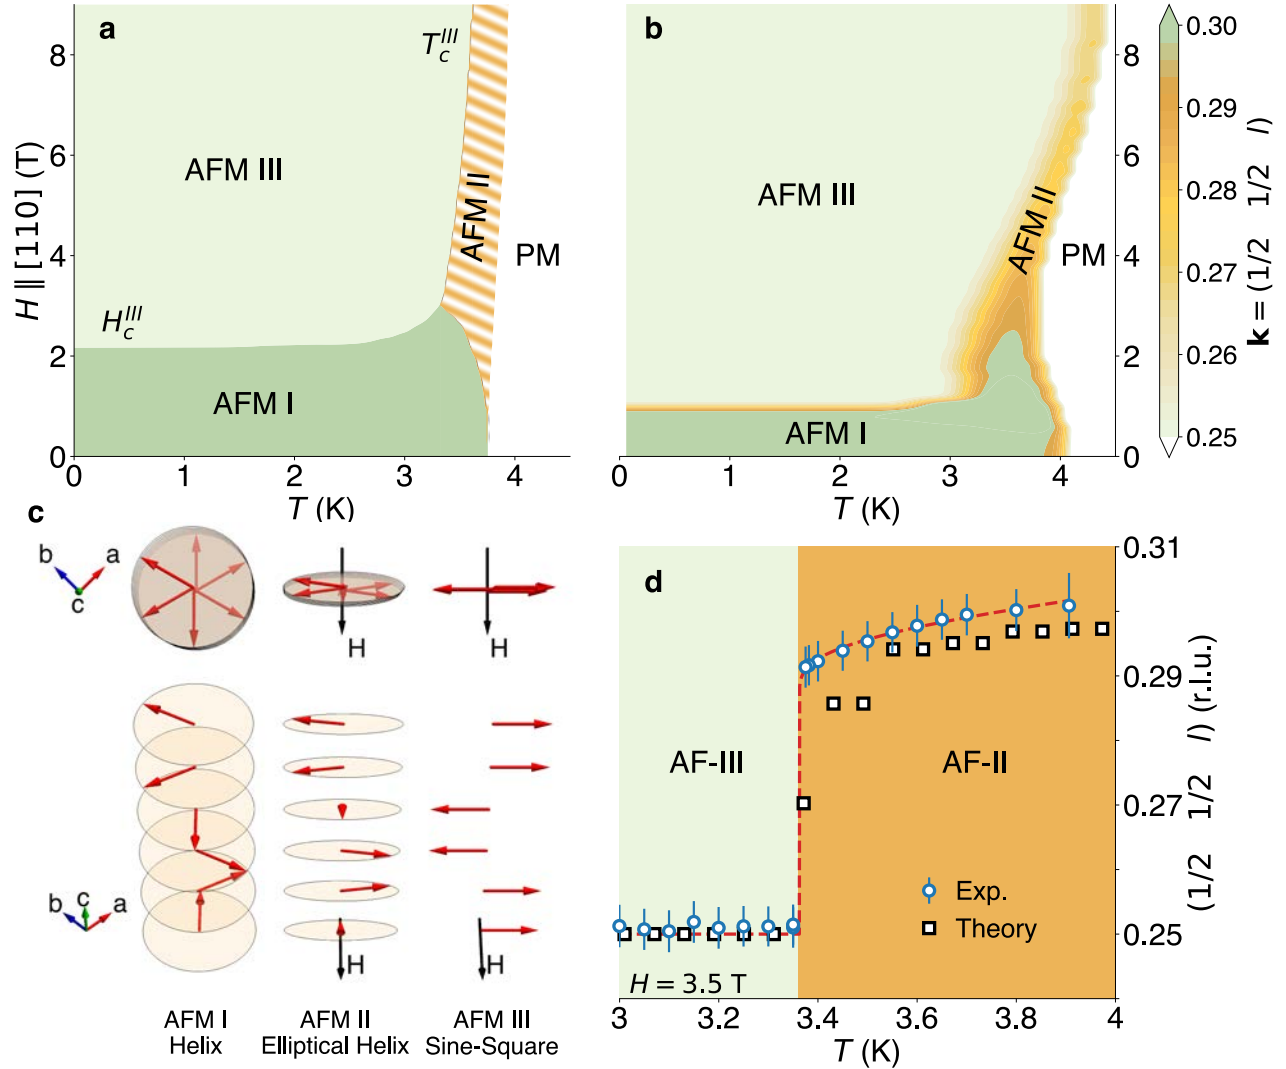 a
T_c^{III}
8
6
4
2
0
H ∥ [110] (T)
AFM III
AFM II
PM
H_c^{III}
AFM I
0 1 2 3 4
T (K)
b
AFM III
AFM II
PM
AFM I
8
6
4
2
0
0 1 2 3 4
T (K)
0.30
0.29
0.28
0.27
0.26
0.25
k = (1/2 1/2 l)
c
b a
c
H
H
b c a
H
H
AFM I
Helix
AFM II
Elliptical Helix
AFM III
Sine-Square
d
0.31
0.29
0.27
0.25
(1/2 1/2 l) (r.l.u.)
AF-III
AF-II
Exp.
Theory
H = 3.5 T
3 3.2 3.4 3.6 3.8 4
T (K)